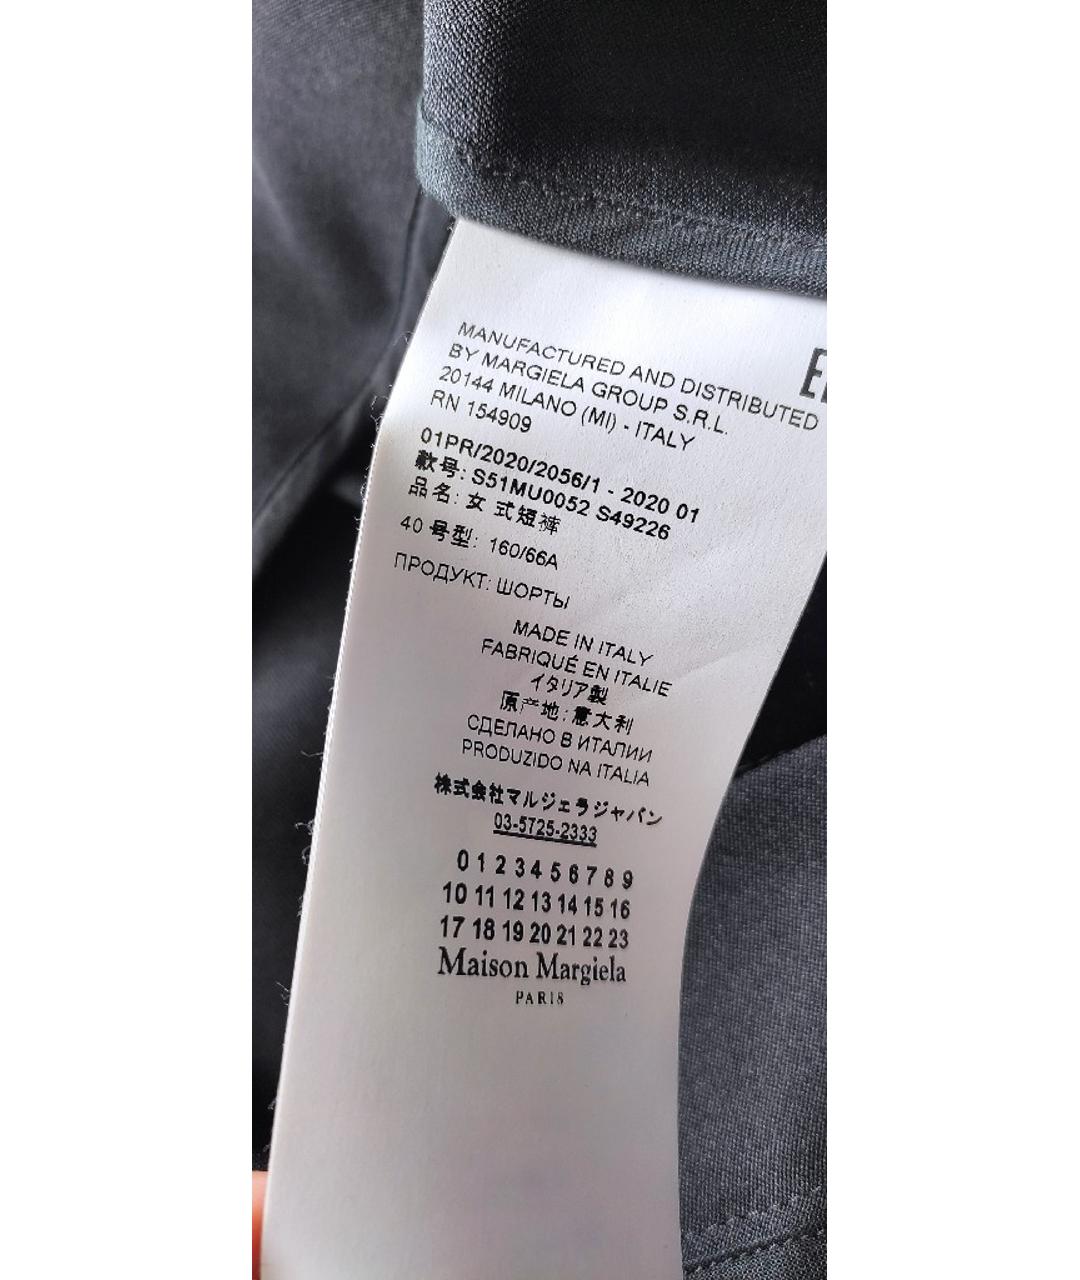 MANUFACTURED AND DISTRIBUTED
BY MARGIELA GROUP S.R.L.
20144 MILANO (MI) - ITALY
RN 154909
01PR/2020/2056/1 - 2020 01
款号: S51MU0052 S49226
品名: 女 式短裤
40 号型: 160/66A
ПРОДУКТ: ШОРТЫ
MADE IN ITALY
FABRIQUÉ EN ITALIE
イタリア製
原产地: 意大利
СДЕЛАНО В ИТАЛИИ
PRODUZIDO NA ITALIA
株式会社マルジェラジャパン
03-5725-2333
0 1 2 3 4 5 6 7 8 9
10 11 12 13 14 15 16
17 18 19 20 21 22 23
Maison Margiela
PARIS